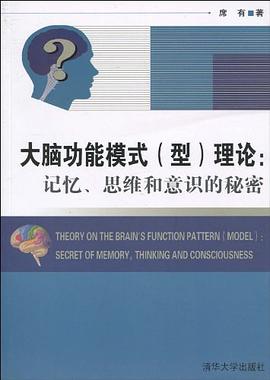 席 有■著
?
大脑功能模式（型）理论：
记忆、思维和意识的秘密
THEORY ON THE BRAIN'S FUNCTION PATTERN（MODEL）:
SECRET OF MEMORY, THINKING AND CONSCIOUSNESS
清华大学出版社